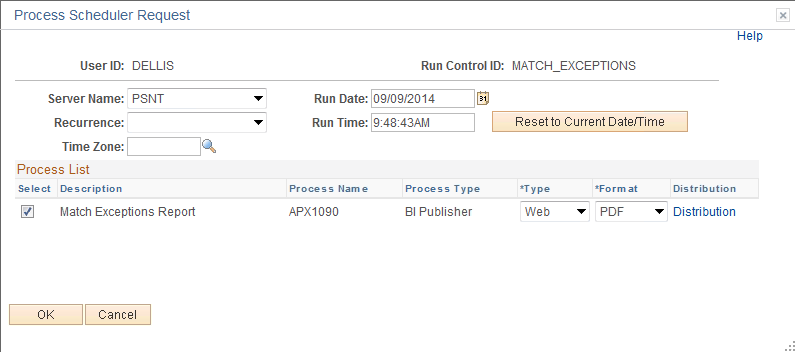 Process Scheduler Request
Help
User ID: DELLIS Run Control ID: MATCH_EXCEPTIONS
Server Name: PSNT Run Date: 09/09/2014 31
Recurrence: Run Time: 9:48:43AM Reset to Current Date/Time
Time Zone:
Process List
Select Description Process Name Process Type *Type *Format Distribution
Match Exceptions Report APX1090 BI Publisher Web PDF Distribution
OK Cancel